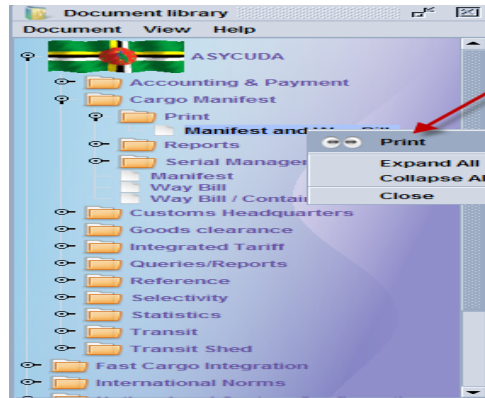 Document library
Document View Help
ASYCUDA
Accounting & Payment
Cargo Manifest
Print
Manifest and
Print
Reports
Expand All
Serial
Collapse
Manifest
Way Bill
Close
Way Bill /
Customs Headquarters
Goods clearance
Integrated Tariff
Queries/Reports
Reference
Selectivity
Statistics
Transit
Transit Shed
Fast Cargo Integration
International Norms